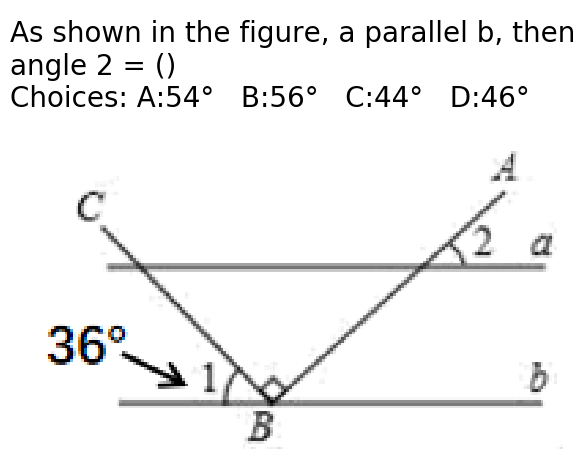 As shown in the figure, a parallel b, then
angle 2 = ()
Choices: A:54° B:56° C:44° D:46°
A
C
2 a
36°
1 b
B